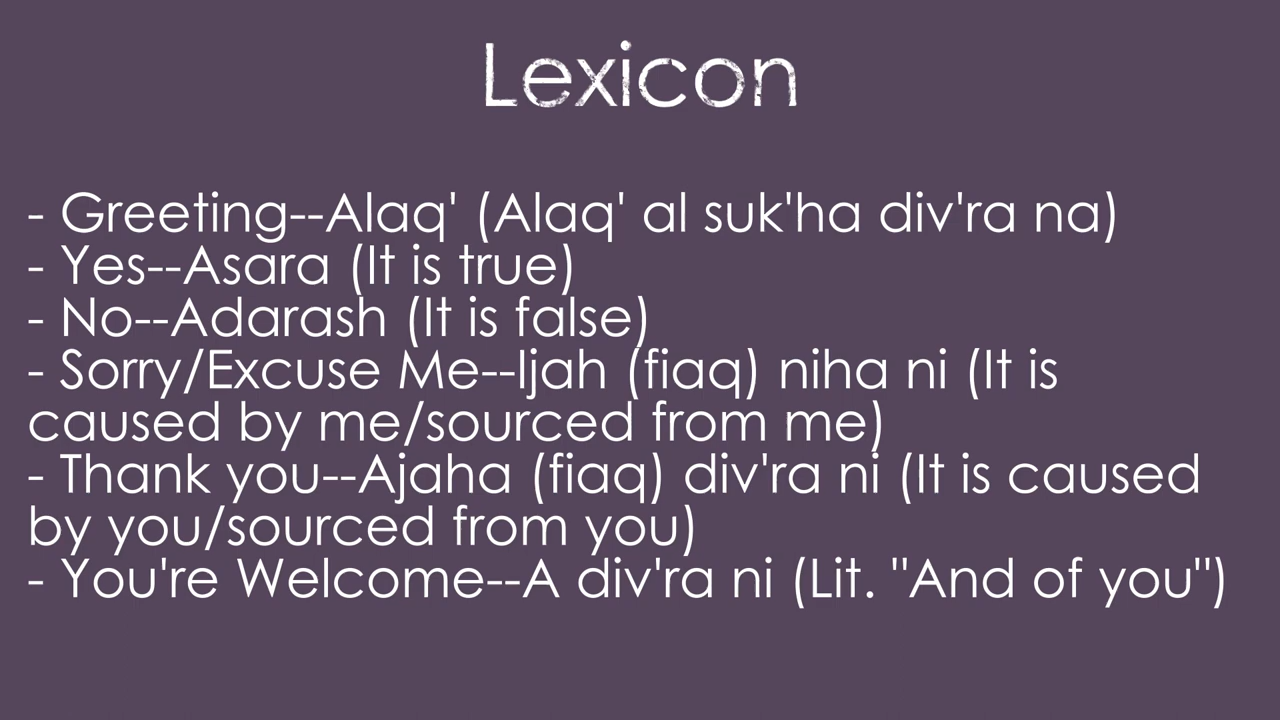 Lexicon
- Greeting--Alaq' (Alaq' al suk'ha div'ra na)
- Yes--Asara (It is true)
- No--Adarash (It is false)
- Sorry/Excuse Me--Ijah (fiaq) niha ni (It is
caused by me/sourced from me)
- Thank you--Ajaha (fiaq) div'ra ni (It is caused
by you/sourced from you)
- You're Welcome--A div'ra ni (Lit. "And of you")